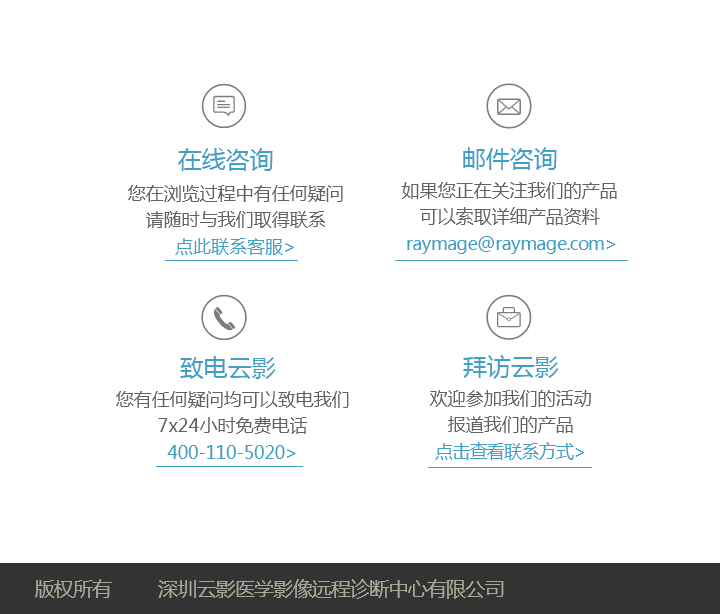 在线咨询
您在浏览过程中有任何疑问
请随时与我们取得联系
点此联系客服>
邮件咨询
如果您正在关注我们的产品
可以索取详细产品资料
raymage@raymage.com>
致电云影
您有任何疑问均可以致电我们
7x24小时免费电话
400-110-5020>
拜访云影
欢迎参加我们的活动
报道我们的产品
点击查看联系方式>
版权所有 深圳云影医学影像远程诊断中心有限公司